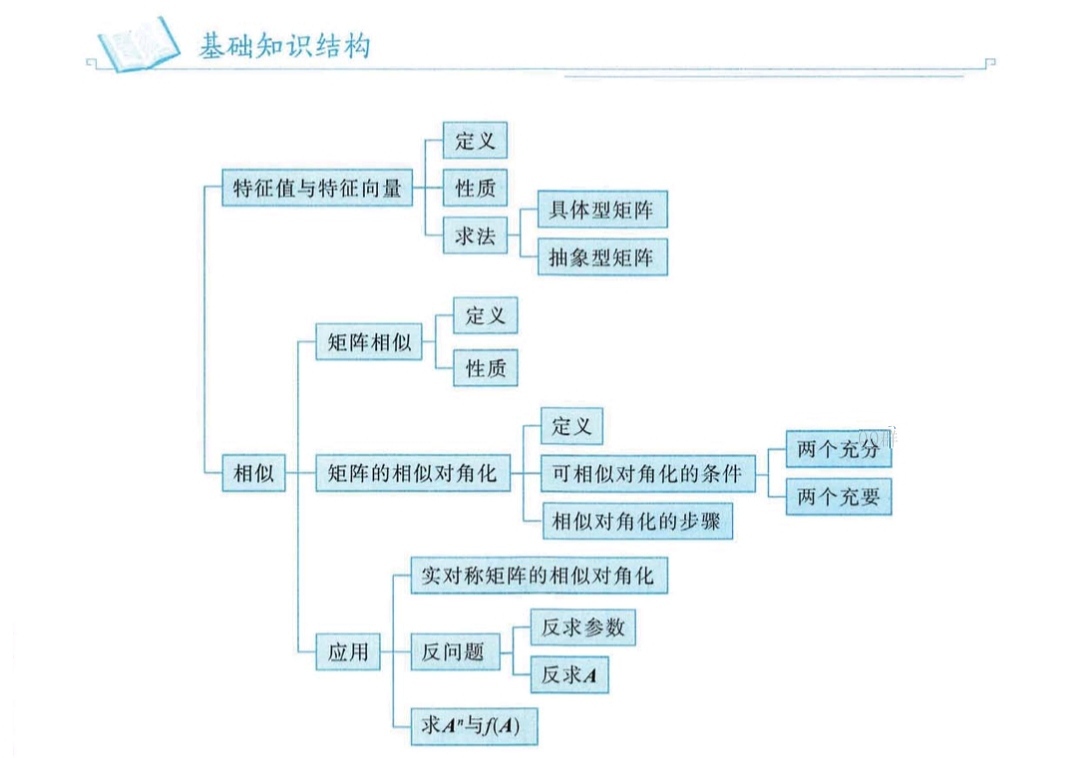 基础知识结构
定义
特征值与特征向量
性质
具体型矩阵
求法
抽象型矩阵
定义
矩阵相似
性质
定义
两个充分
相似
矩阵的相似对角化
可相似对角化的条件
两个充要
相似对角化的步骤
实对称矩阵的相似对角化
反求参数
应用
反问题
反求A
求Aⁿ与f(A)